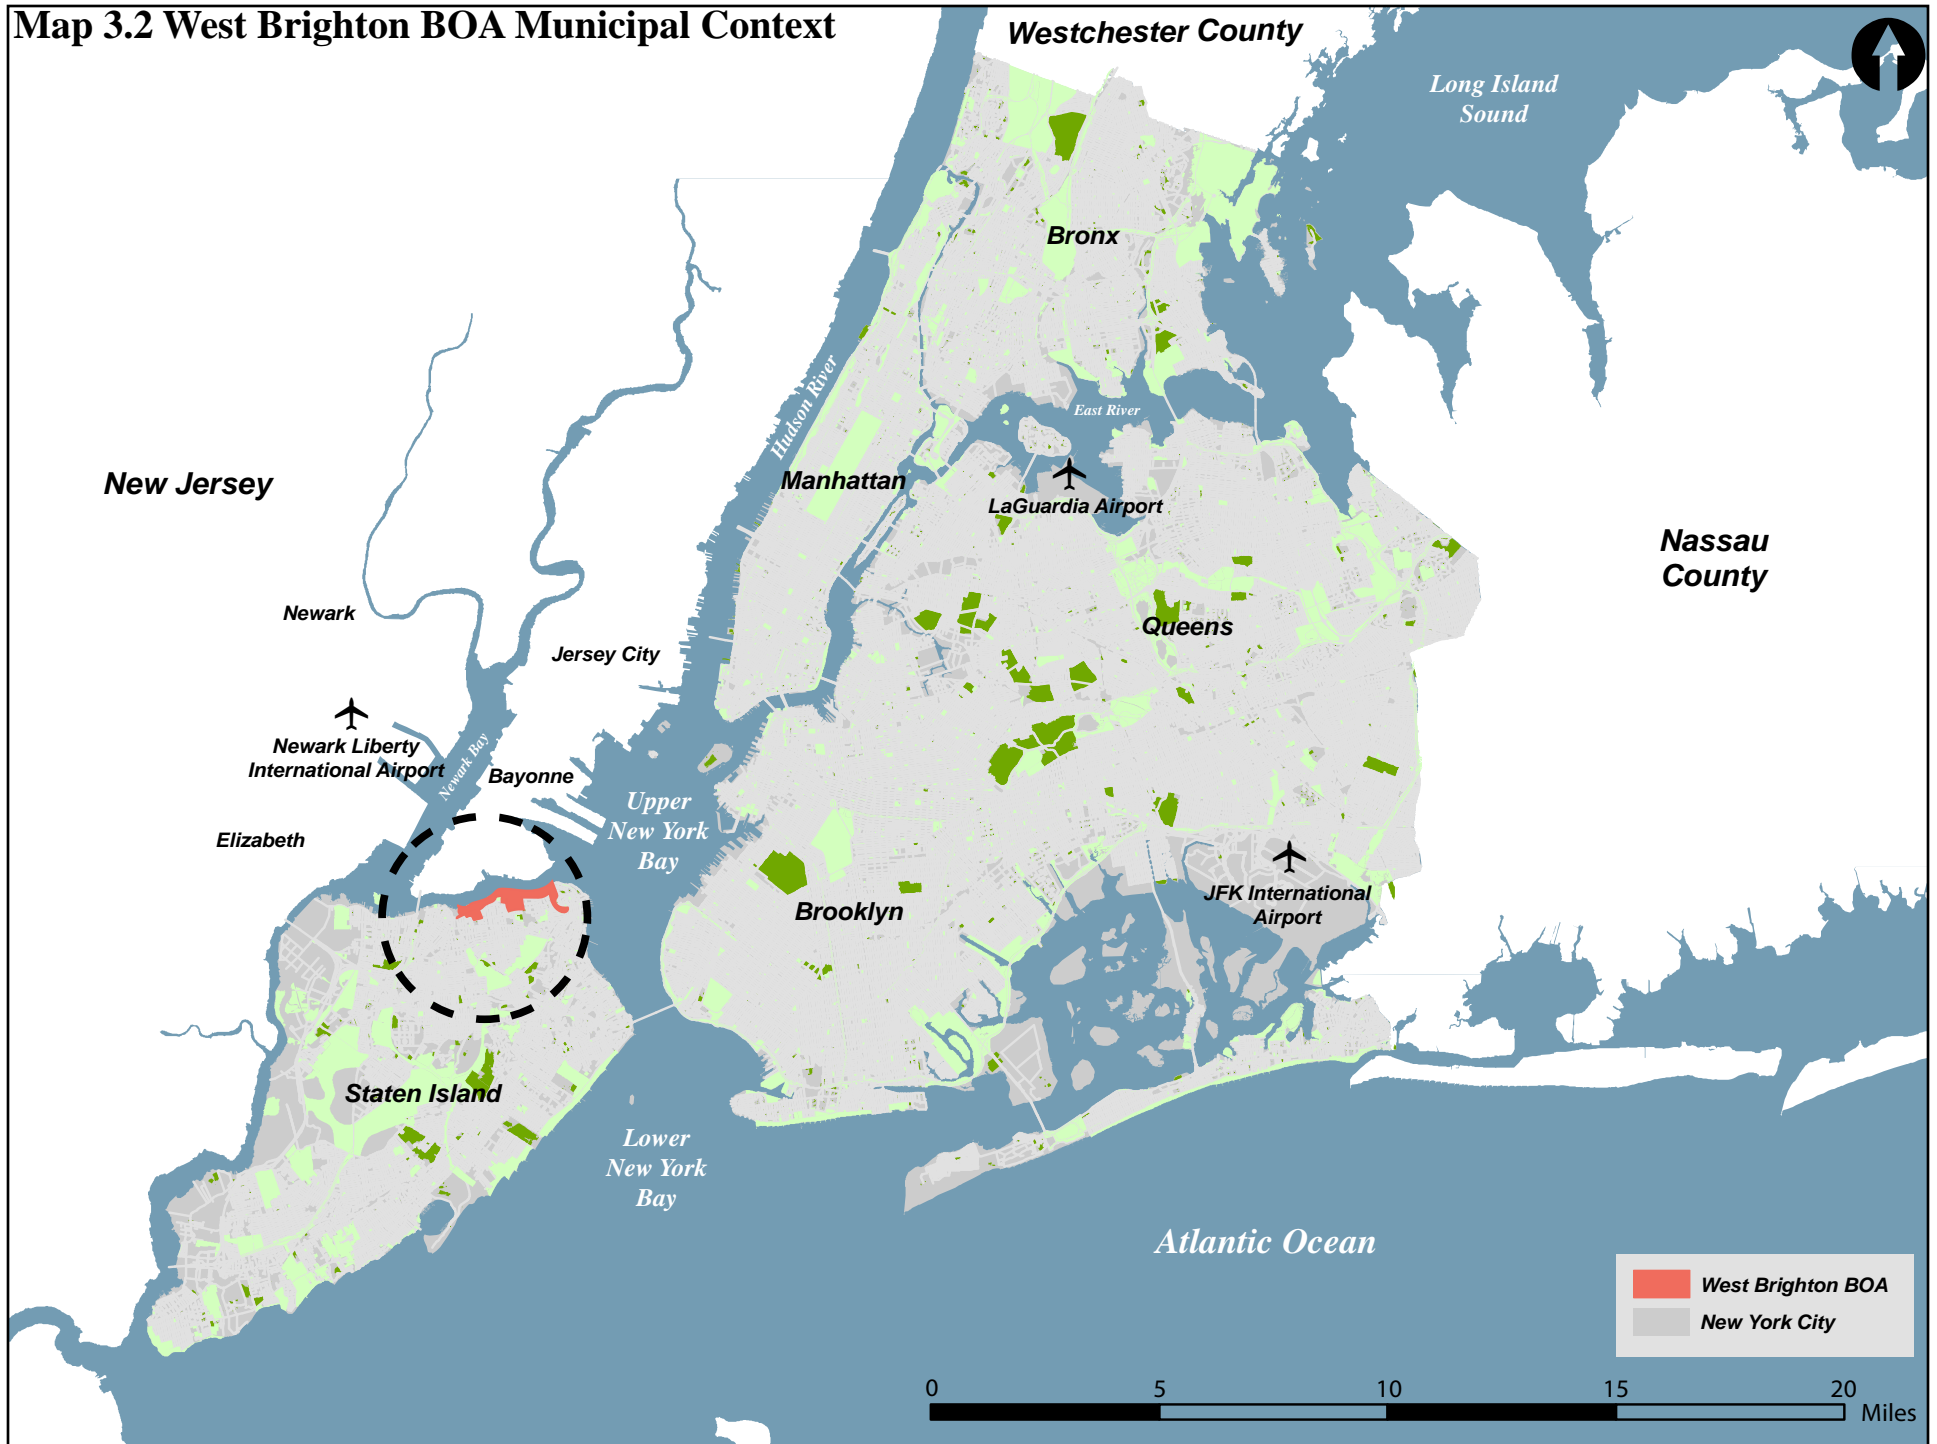 Map 3.2 West Brighton BOA Municipal Context
Westchester County
Long Island
Sound
Bronx
Hudson River
East River
Manhattan
LaGuardia Airport
New Jersey
Nassau
County
Newark
Jersey City
Queens
Newark Liberty
International Airport
Newark Bay
Bayonne
Upper
New York
Bay
Elizabeth
JFK International
Airport
Brooklyn
Staten Island
Lower
New York
Bay
Atlantic Ocean
West Brighton BOA
New York City
0 5 10 15 20
Miles